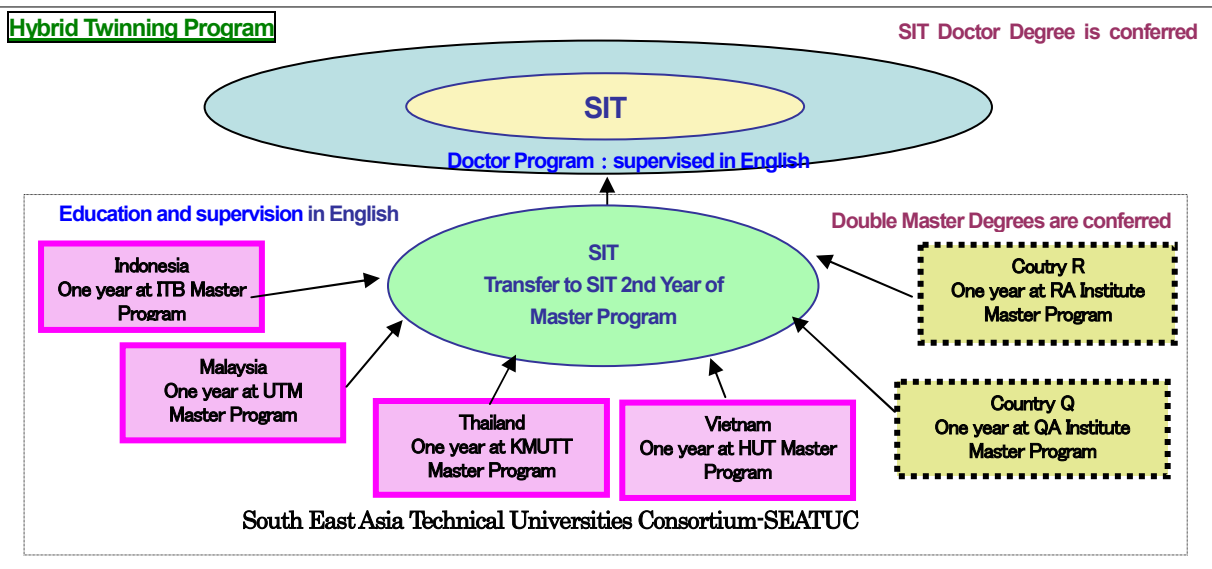 Hybrid Twinning Program
SIT Doctor Degree is conferred
SIT
Doctor Program : supervised in English
Education and supervision in English
Double Master Degrees are conferred
SIT
Transfer to SIT 2nd Year of
Master Program
Indonesia
One year at ITB Master
Program
Coutry R
One year at RA Institute
Master Program
Malaysia
One year at UTM
Master Program
Thailand
One year at KMUTT
Master Program
Vietnam
One year at HUT Master
Program
Country Q
One year at QA Institute
Master Program
South East Asia Technical Universities Consortium-SEATUC